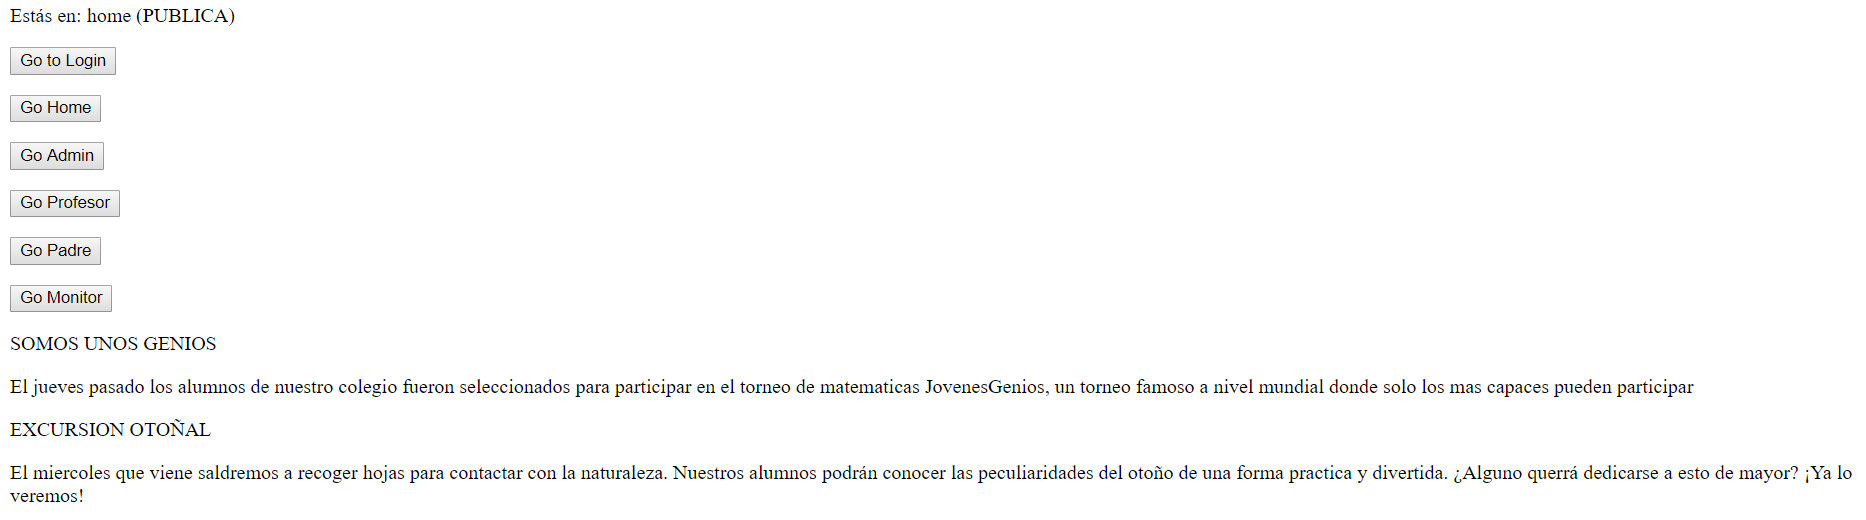 Estás en: home (PUBLICA)
Go to Login
Go Home
Go Admin
Go Profesor
Go Padre
Go Monitor
SOMOS UNOS GENIOS
El jueves pasado los alumnos de nuestro colegio fueron seleccionados para participar en el torneo de matematicas JovenesGenios, un torneo famoso a nivel mundial donde solo los mas capaces pueden participar
EXCURSION OTOÑAL
El miercoles que viene saldremos a recoger hojas para contactar con la naturaleza. Nuestros alumnos podrán conocer las peculiaridades del otoño de una forma practica y divertida. ¿Alguno querrá dedicarse a esto de mayor? ¡Ya lo
veremos!